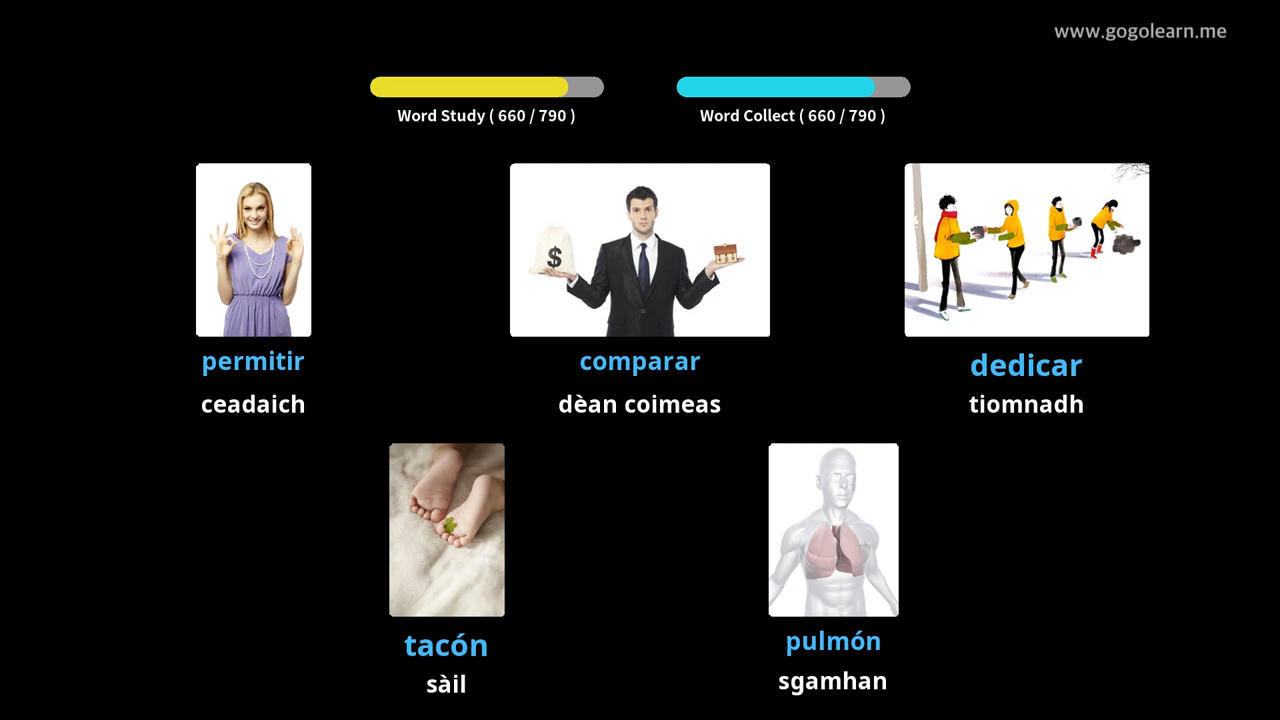 www.gogolearn.me
Word Study ( 660 / 790 )
Word Collect ( 660 / 790 )
$
permitir
comparar
dedicar
ceadaich
dèan coimeas
tiomnadh
tacón
pulmón
sàil
sgamhan